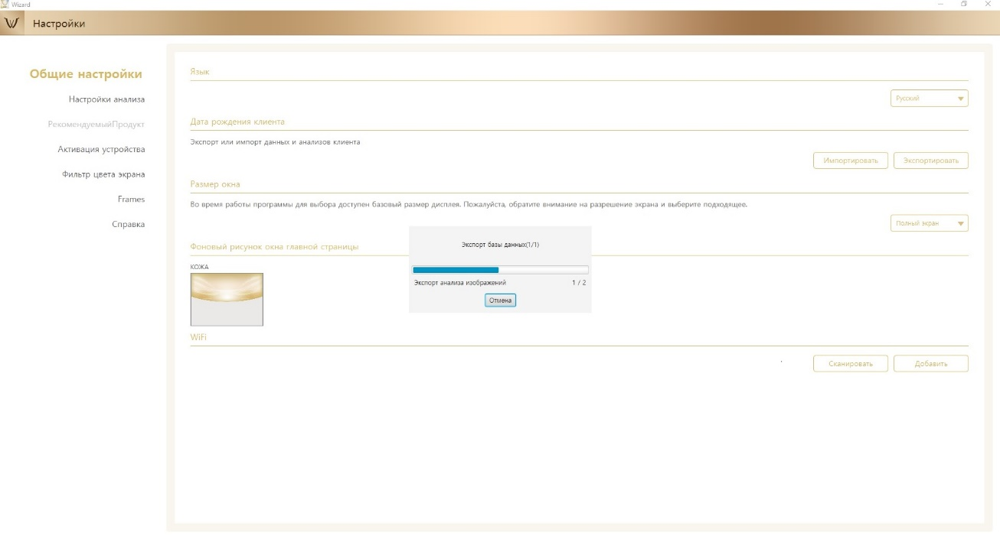 Wizard
Настройки
Общие настройки
Настройки анализа
РекомендуемыйПродукт
Активация устройства
Фильтр цвета экрана
Frames
Справка
Язык
Русский
Дата рождения клиента
Экспорт или импорт данных и анализов клиента
Импортировать Экспортировать
Размер окна
Во время работы программы для выбора доступен базовый размер дисплея. Пожалуйста, обратите внимание на разрешение экрана и выберите подходящее.
Полный экран
Фоновый рисунок окна главной страницы
КОЖА
Экспорт базы данных(1/1)
Экспорт анализа изображений 1 / 2
Отмена
WiFi
Сканировать Добавить